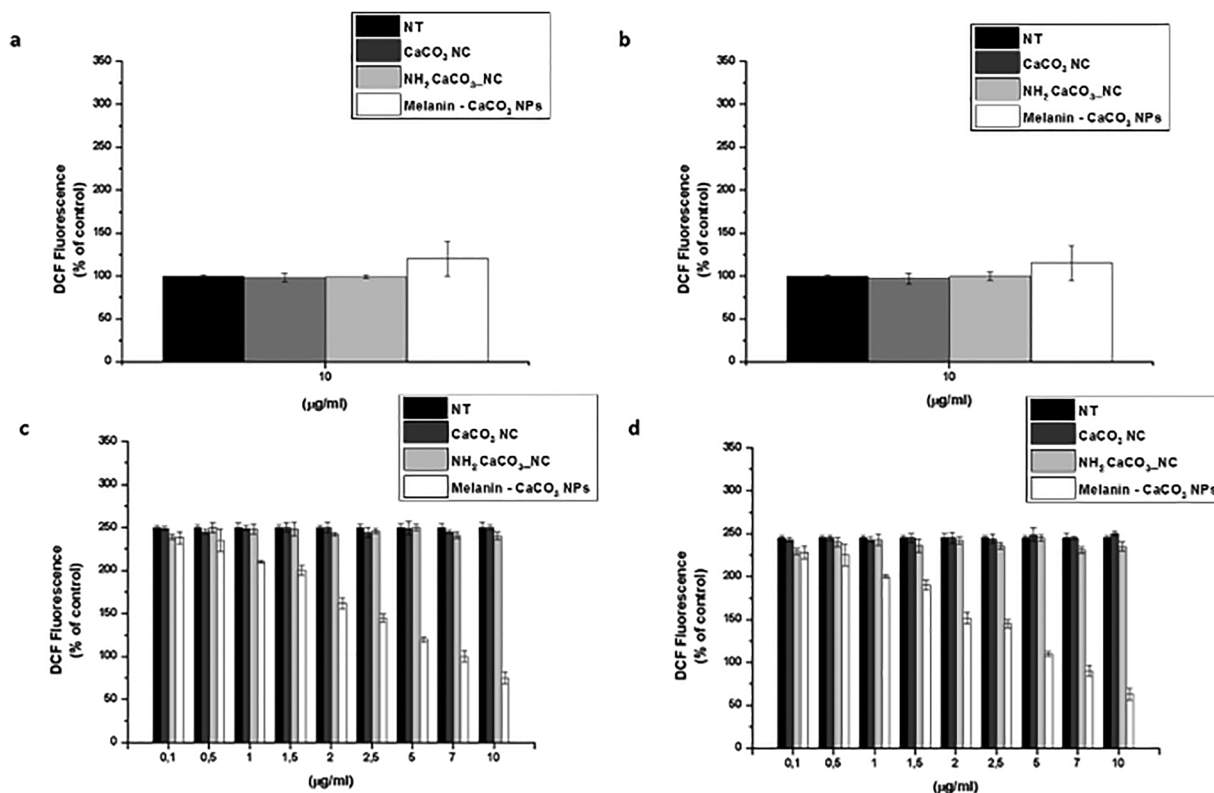 a
NT
CaCO₃ NC
NH₂ CaCO₃_NC
Melanin - CaCO₃ NPs
DCF Fluorescence
(% of control)
350
300
250
200
150
100
50
0
10
(µg/ml)
b
NT
CaCO₃ NC
NH₂ CaCO₃_NC
Melanin - CaCO₃ NPs
DCF Fluorescence
(% of control)
350
300
250
200
150
100
50
0
10
(µg/ml)
c
NT
CaCO₃ NC
NH₂ CaCO₃_NC
Melanin - CaCO₃ NPs
DCF Fluorescence
(% of control)
350
300
250
200
150
100
50
0
0,1 0,5 1 1,5 2 2,5 5 7 10
(µg/ml)
d
NT
CaCO₃ NC
NH₂ CaCO₃_NC
Melanin - CaCO₃ NPs
DCF Fluorescence
(% of control)
350
300
250
200
150
100
50
0
0,1 0,5 1 1,5 2 2,5 5 7 10
(µg/ml)